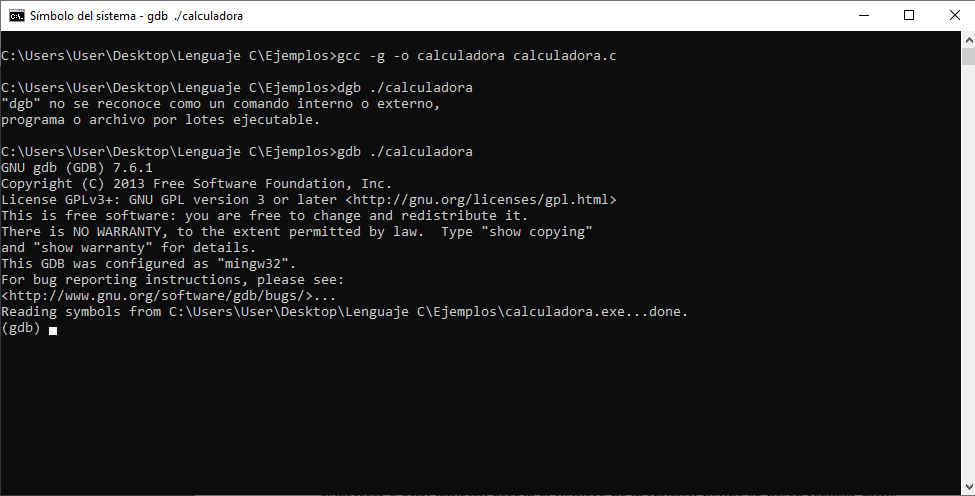 Símbolo del sistema - gdb ./calculadora
C:\Users\User\Desktop\Lenguaje C\Ejemplos>gcc -g -o calculadora calculadora.c
C:\Users\User\Desktop\Lenguaje C\Ejemplos>dgb ./calculadora
"dgb" no se reconoce como un comando interno o externo,
programa o archivo por lotes ejecutable.
C:\Users\User\Desktop\Lenguaje C\Ejemplos>gdb ./calculadora
GNU gdb (GDB) 7.6.1
Copyright (C) 2013 Free Software Foundation, Inc.
License GPLv3+: GNU GPL version 3 or later <http://gnu.org/licenses/gpl.html>
This is free software: you are free to change and redistribute it.
There is NO WARRANTY, to the extent permitted by law.  Type "show copying"
and "show warranty" for details.
This GDB was configured as "mingw32".
For bug reporting instructions, please see:
<http://www.gnu.org/software/gdb/bugs/>...
Reading symbols from C:\Users\User\Desktop\Lenguaje C\Ejemplos\calculadora.exe...done.
(gdb)